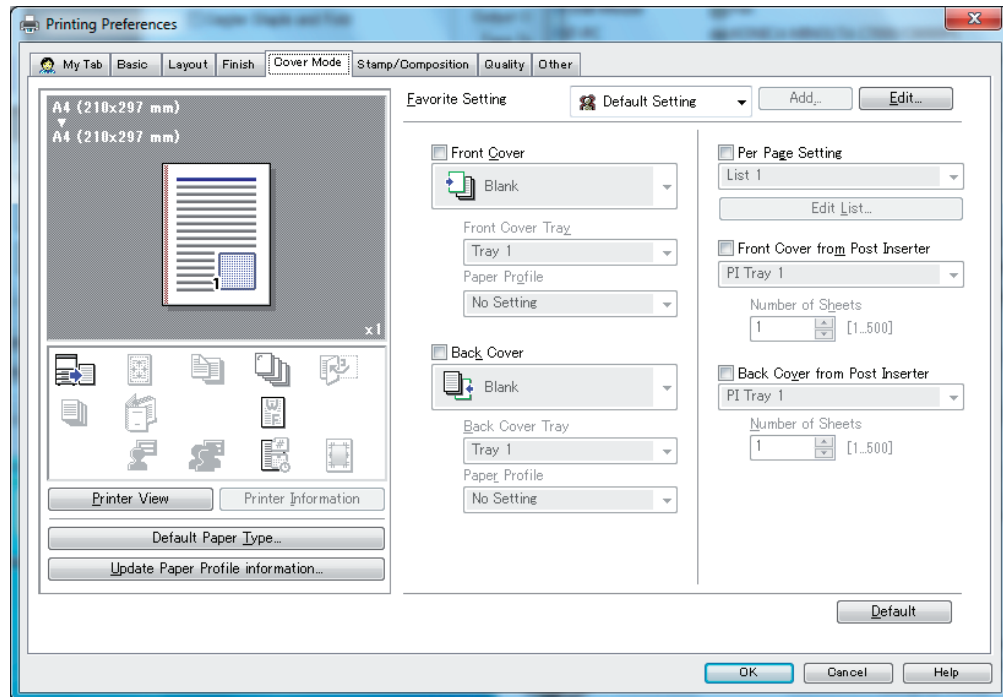 Printing Preferences
My Tab Basic Layout Finish Cover Mode Stamp/Composition Quality Other
A4 (210x297 mm)
A4 (210x297 mm)
1
x1
Printer View Printer Information
Default Paper Type...
Update Paper Profile information...
Favorite Setting Default Setting Add... Edit...
Front Cover
Blank
Front Cover Tray
Tray 1
Paper Profile
No Setting
Back Cover
Blank
Back Cover Tray
Tray 1
Paper Profile
No Setting
Per Page Setting
List 1
Edit List...
Front Cover from Post Inserter
PI Tray 1
Number of Sheets
1 [1...500]
Back Cover from Post Inserter
PI Tray 1
Number of Sheets
1 [1...500]
Default
OK Cancel Help